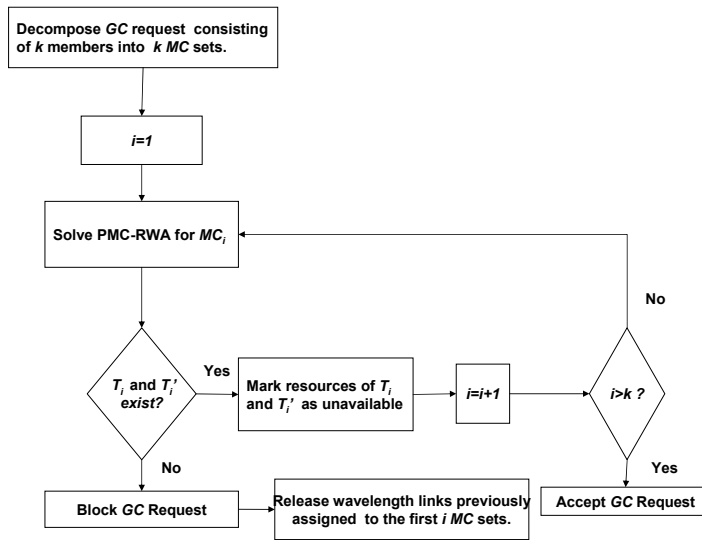 Decompose GC request consisting
of k members into k MC sets.
i=1
Solve PMC-RWA for MCi
No
Ti and Ti’
exist?
Yes
Mark resources of Ti
and Ti’ as unavailable
i=i+1
i>k ?
No
Yes
Block GC Request
Release wavelength links previously
assigned to the first i MC sets.
Accept GC Request